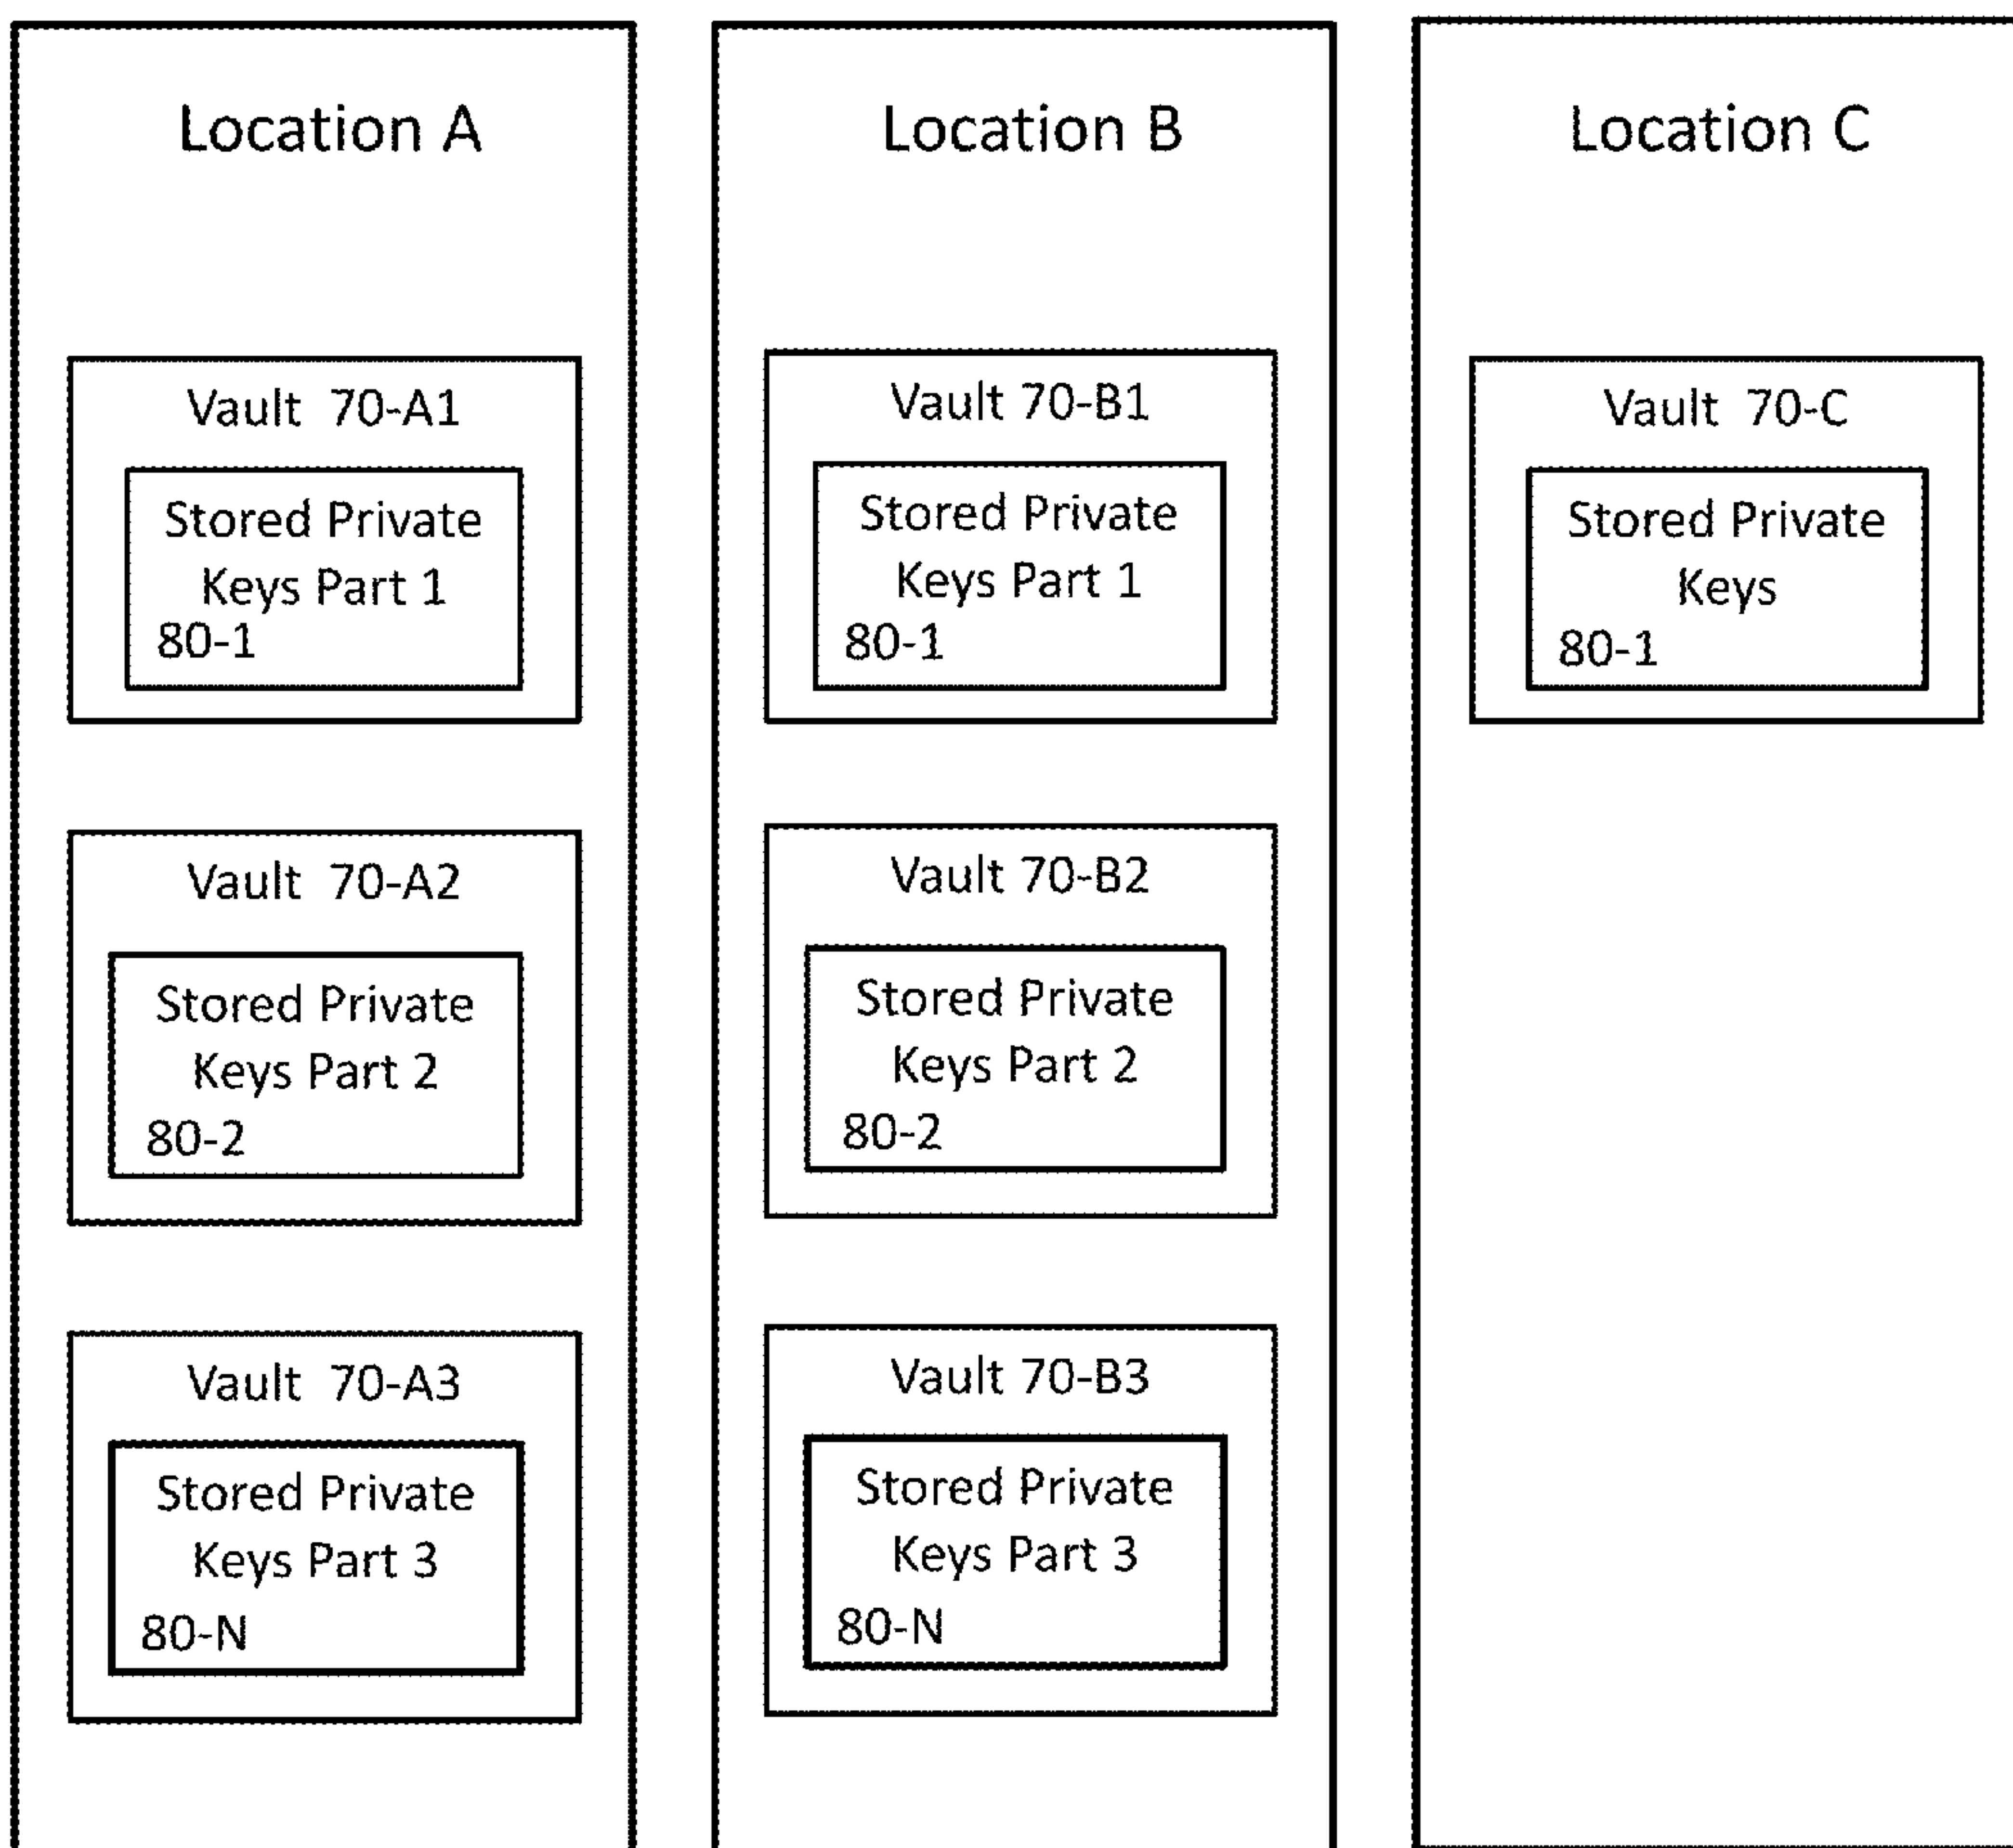 Location A
Vault 70-A1
Stored Private
Keys Part 1
80-1
Vault 70-A2
Stored Private
Keys Part 2
80-2
Vault 70-A3
Stored Private
Keys Part 3
80-N
Location B
Vault 70-B1
Stored Private
Keys Part 1
80-1
Vault 70-B2
Stored Private
Keys Part 2
80-2
Vault 70-B3
Stored Private
Keys Part 3
80-N
Location C
Vault 70-C
Stored Private
Keys
80-1